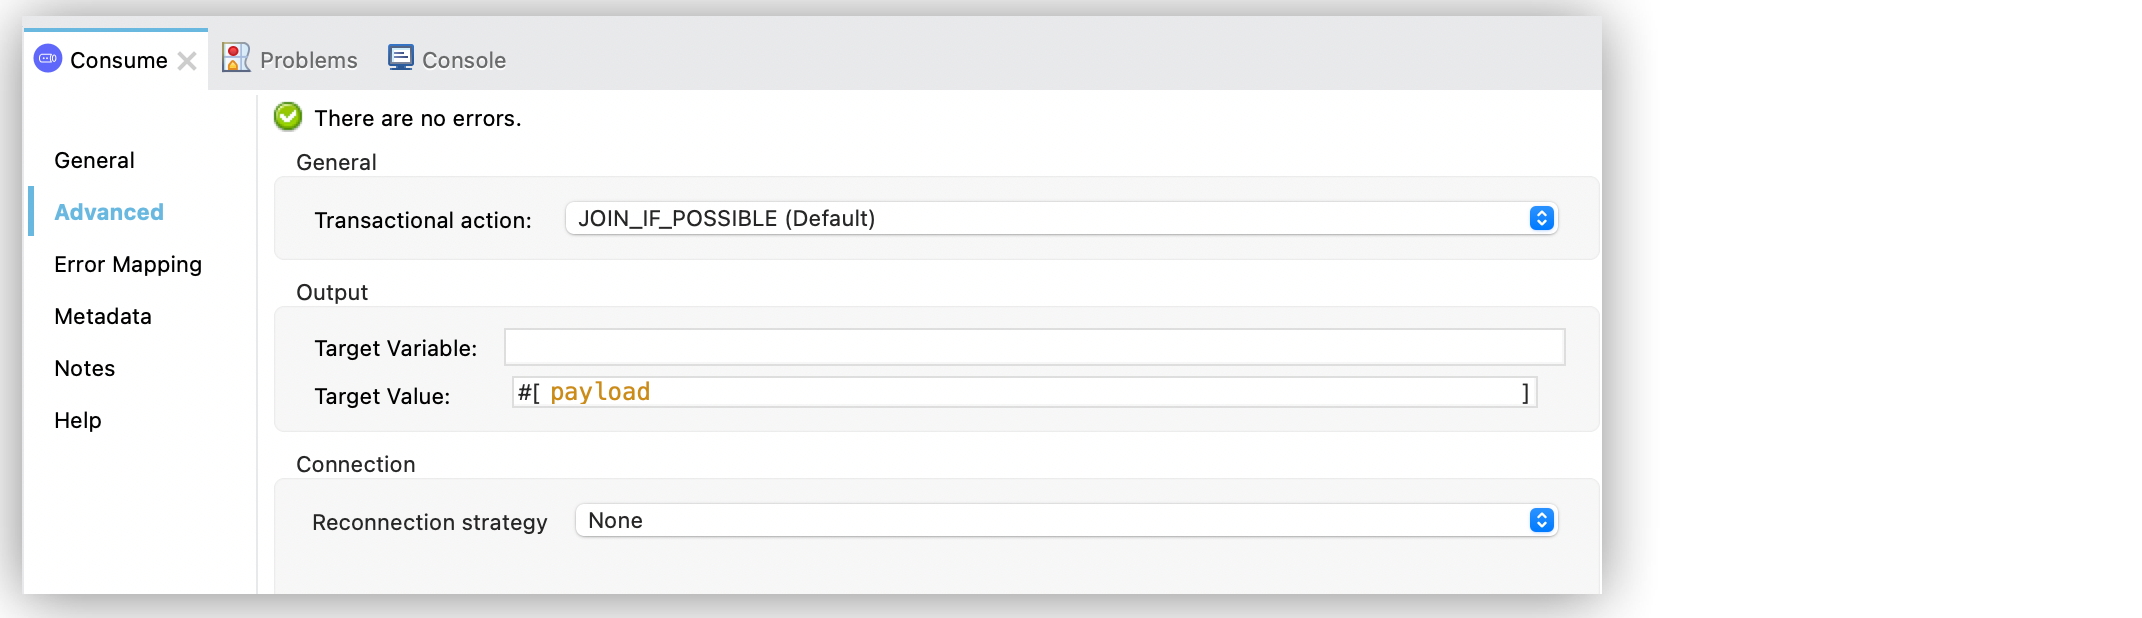 Consume
Problems
Console
There are no errors.
General
Advanced
Error Mapping
Metadata
Notes
Help
General
Transactional action: JOIN_IF_POSSIBLE (Default)
Output
Target Variable:
Target Value: #[ payload ]
Connection
Reconnection strategy None